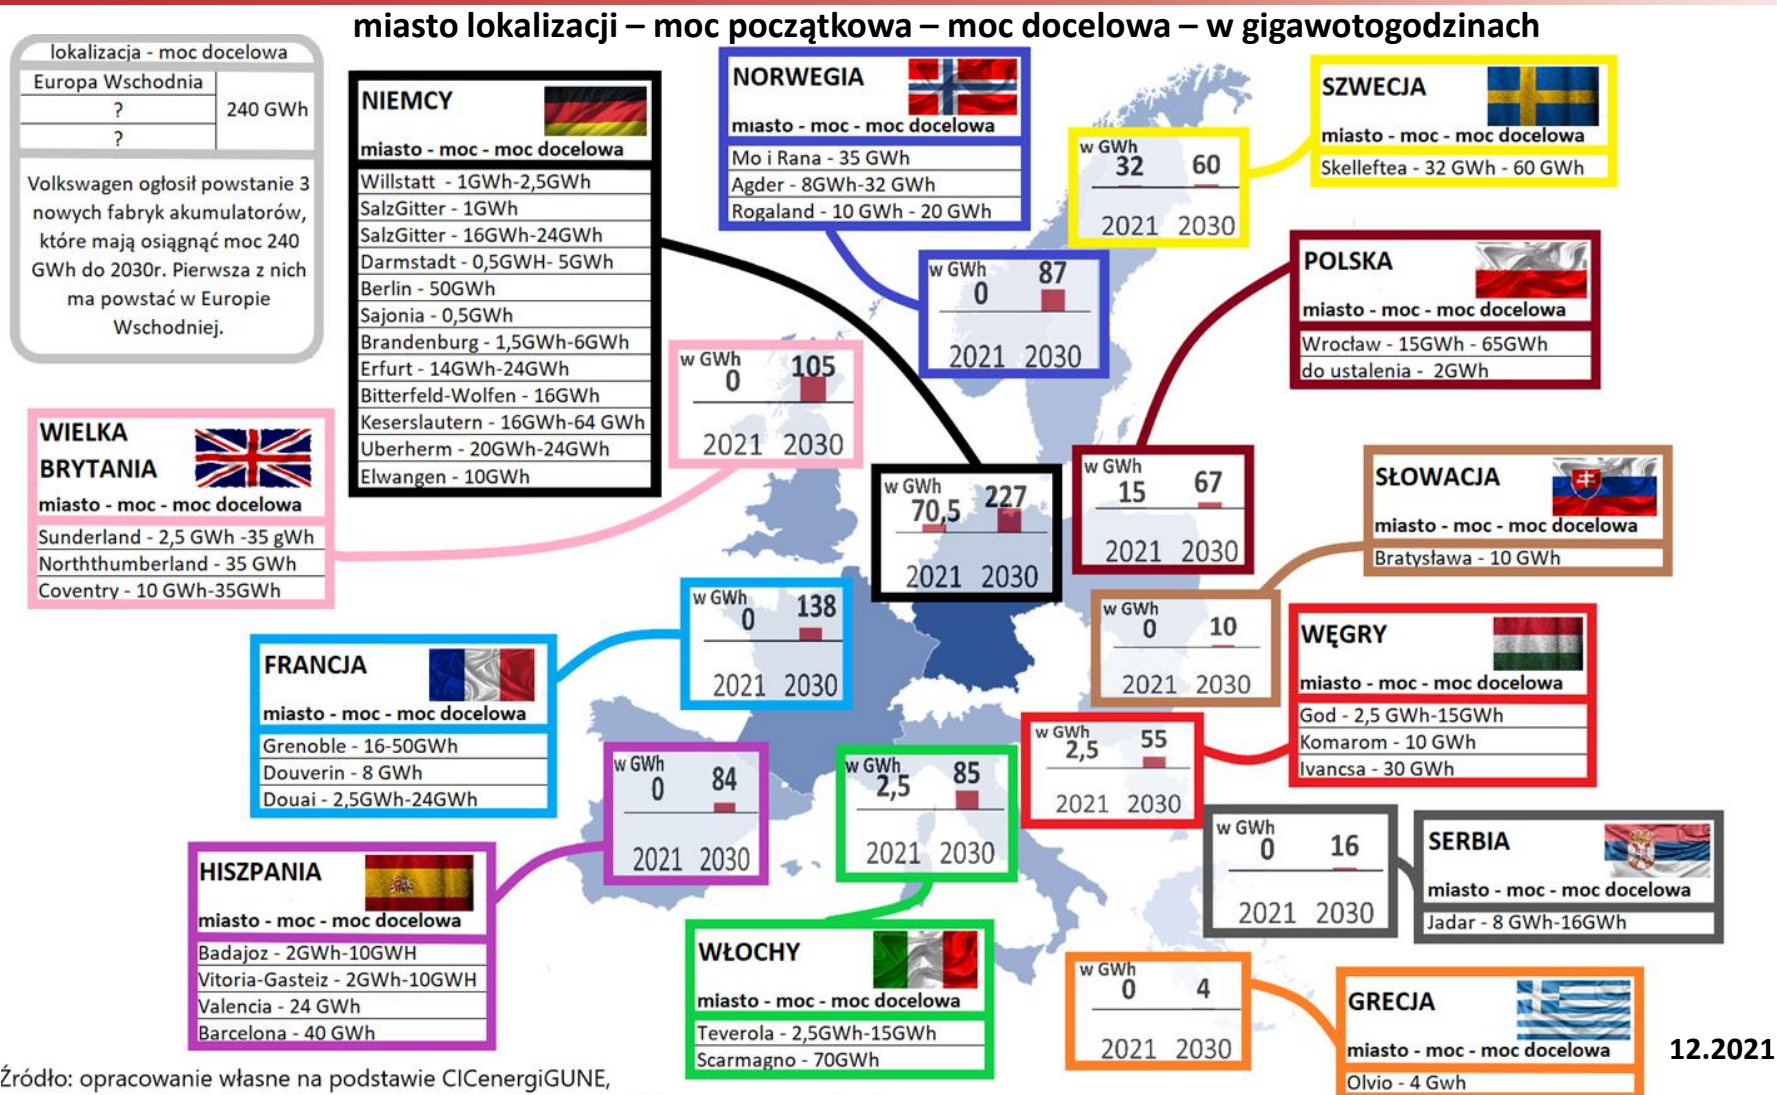 miasto lokalizacji – moc początkowa – moc docelowa – w gigawotogodzinach
lokalizacja - moc docelowa
Europa Wschodnia
?
?
240 GWh
Volkswagen ogłosił powstanie 3
nowych fabryk akumulatorów,
które mają osiągnąć moc 240
GWh do 2030r. Pierwsza z nich
ma powstać w Europie
Wschodniej.
NIEMCY
miasto - moc - moc docelowa
Willstatt - 1GWh-2,5GWh
SalzGitter - 1GWh
SalzGitter - 16GWh-24GWh
Darmstadt - 0,5GWH- 5GWh
Berlin - 50GWh
Sajonia - 0,5GWh
Brandenburg - 1,5GWh-6GWh
Erfurt - 14GWh-24GWh
Bitterfeld-Wolfen - 16GWh
Keserslautern - 16GWh-64 GWh
Uberherm - 20GWh-24GWh
Elwangen - 10GWh
NORWEGIA
miasto - moc - moc docelowa
Mo i Rana - 35 GWh
Agder - 8GWh-32 GWh
Rogaland - 10 GWh - 20 GWh
w GWh
0 87
2021 2030
SZWECJA
miasto - moc - moc docelowa
Skelleftea - 32 GWh - 60 GWh
w GWh
32 60
2021 2030
POLSKA
miasto - moc - moc docelowa
Wrocław - 15GWh - 65GWh
do ustalenia - 2GWh
w GWh
15 67
2021 2030
w GWh
0 105
2021 2030
WIELKA
BRYTANIA
miasto - moc - moc docelowa
Sunderland - 2,5 GWh -35 gWh
Norththumberland - 35 GWh
Coventry - 10 GWh-35GWh
w GWh
70,5 227
2021 2030
SŁOWACJA
miasto - moc - moc docelowa
Bratysława - 10 GWh
w GWh
0 10
2021 2030
FRANCJA
miasto - moc - moc docelowa
Grenoble - 16-50GWh
Douverin - 8 GWh
Douai - 2,5GWh-24GWh
w GWh
0 138
2021 2030
WĘGRY
miasto - moc - moc docelowa
God - 2,5 GWh-15GWh
Komarom - 10 GWh
Ivancsa - 30 GWh
w GWh
2,5 55
2021 2030
HISZPANIA
miasto - moc - moc docelowa
Badajoz - 2GWh-10GWH
Vitoria-Gasteiz - 2GWh-10GWH
Valencia - 24 GWh
Barcelona - 40 GWh
w GWh
0 84
2021 2030
w GWh
2,5 85
2021 2030
WŁOCHY
miasto - moc - moc docelowa
Teverola - 2,5GWh-15GWh
Scarmagno - 70GWh
w GWh
0 16
2021 2030
SERBIA
miasto - moc - moc docelowa
Jadar - 8 GWh-16GWh
w GWh
0 4
2021 2030
GRECJA
miasto - moc - moc docelowa
Olvio - 4 Gwh
12.2021
Źródło: opracowanie własne na podstawie CICenergiGUNE,